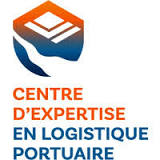 CENTRE
D'EXPERTISE
EN LOGISTIQUE
PORTUAIRE